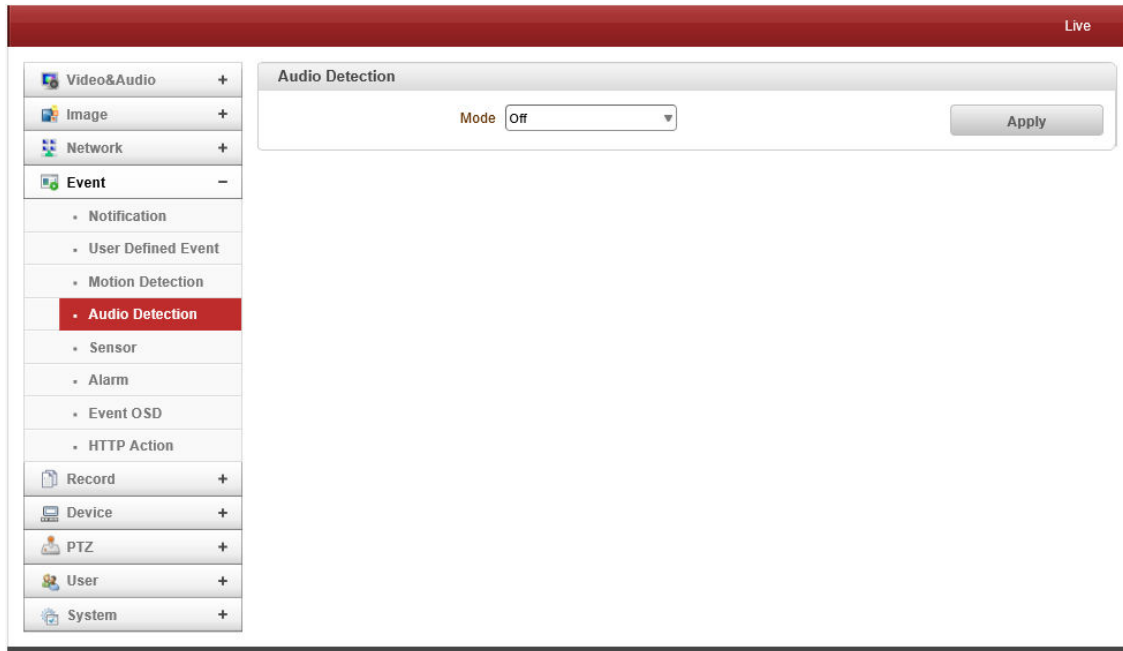 Live
Video&Audio +
Image +
Network +
Event −
Notification
User Defined Event
Motion Detection
Audio Detection
Sensor
Alarm
Event OSD
HTTP Action
Record +
Device +
PTZ +
User +
System +
Audio Detection
Mode Off Apply